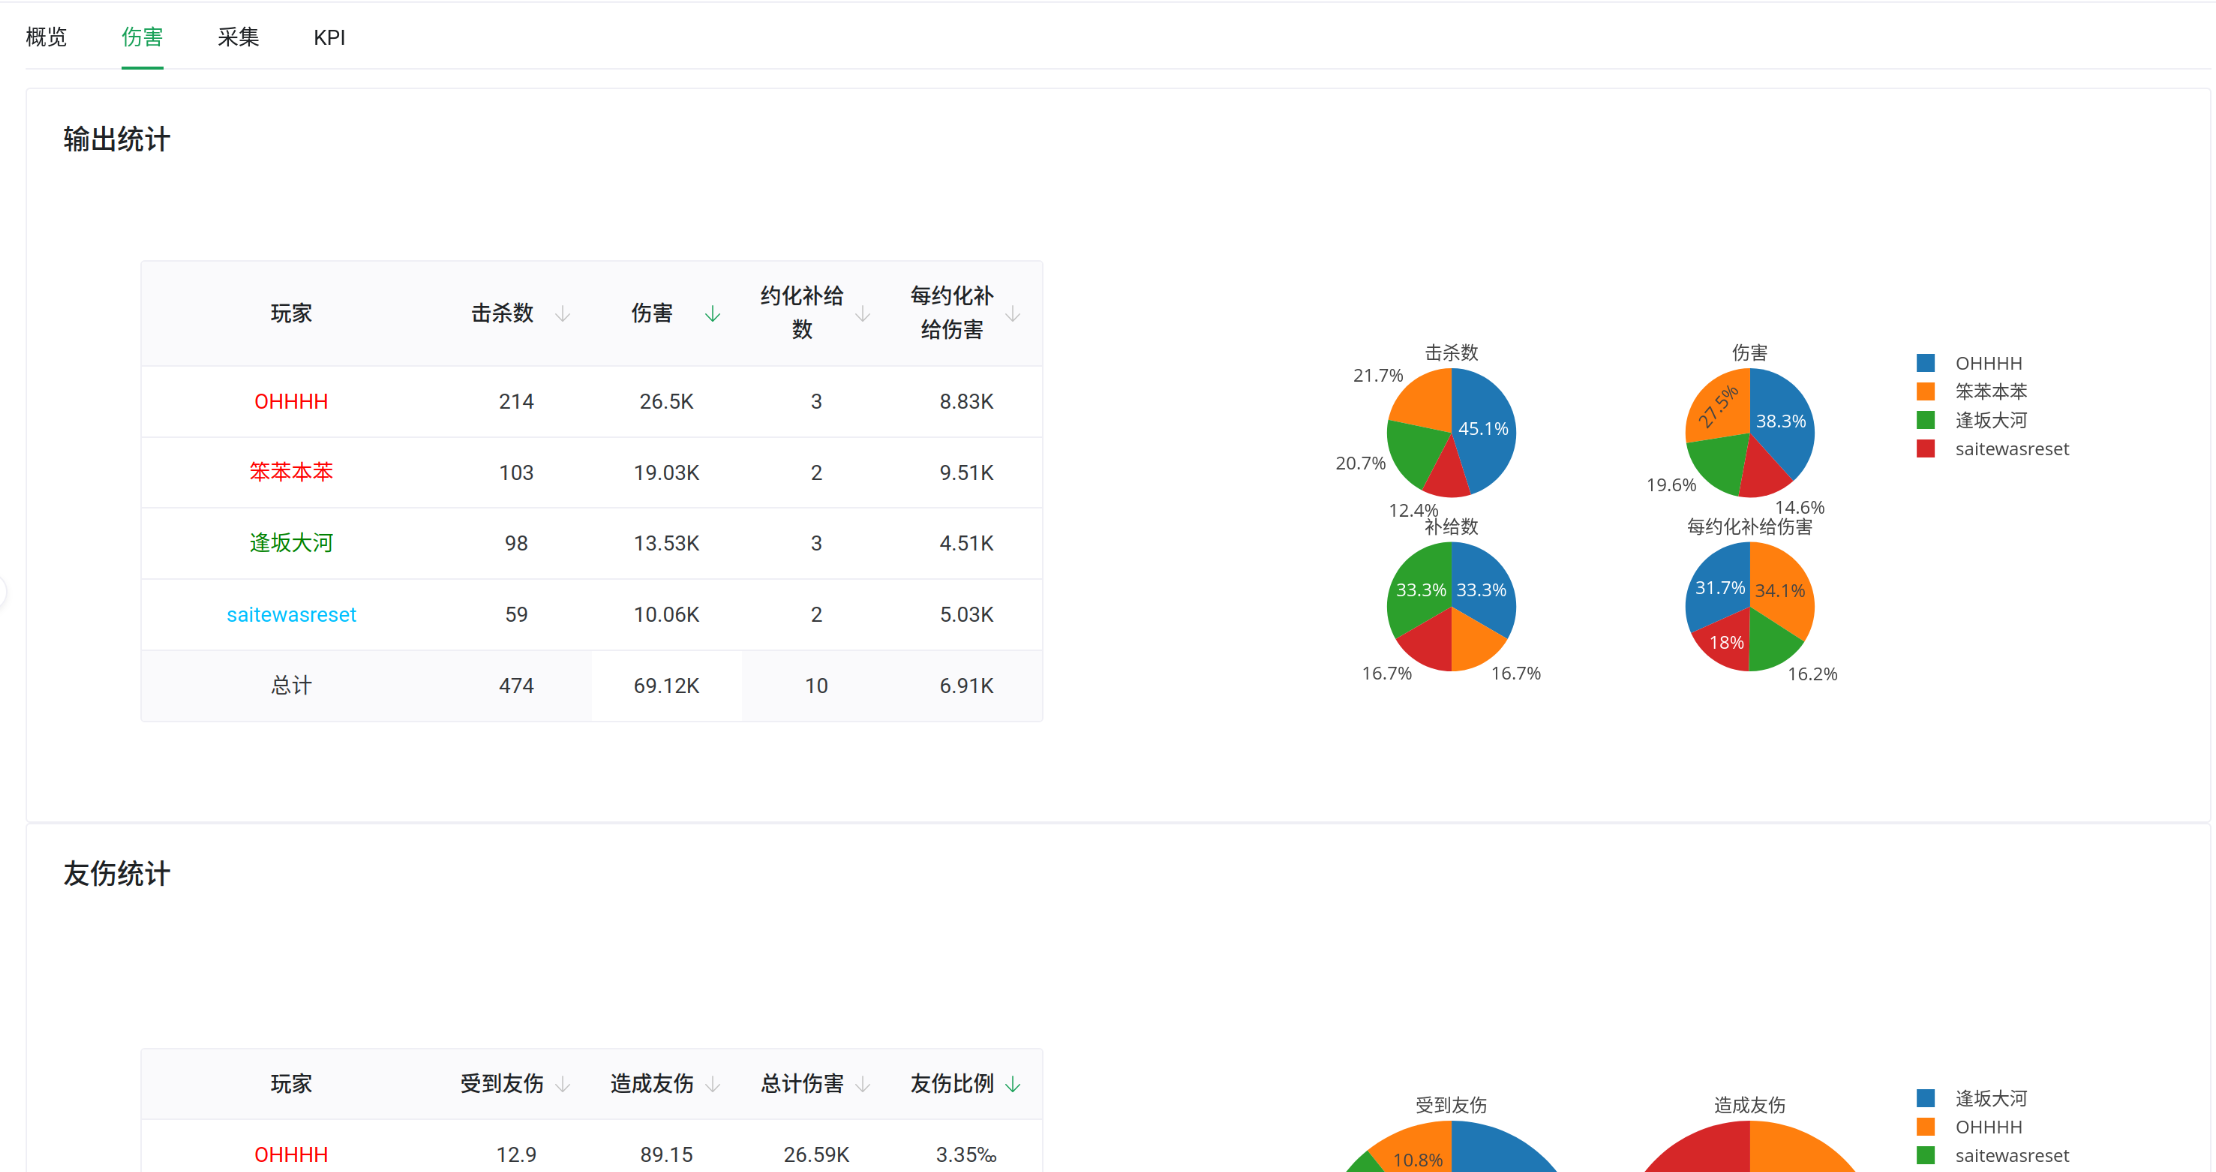 概览 伤害 采集 KPI
输出统计
玩家 击杀数 伤害 约化补给数 每约化补给伤害
OHHHH 214 26.5K 3 8.83K
笨苯本苯 103 19.03K 2 9.51K
逢坂大河 98 13.53K 3 4.51K
saitewasreset 59 10.06K 2 5.03K
总计 474 69.12K 10 6.91K
击杀数
21.7%
45.1%
20.7%
12.4%
伤害
27.5%
38.3%
19.6%
14.6%
补给数
33.3% 33.3%
16.7% 16.7%
每约化补给伤害
31.7% 34.1%
18%
16.2%
OHHHH
笨苯本苯
逢坂大河
saitewasreset
友伤统计
玩家 受到友伤 造成友伤 总计伤害 友伤比例
OHHHH 12.9 89.15 26.59K 3.35‰
受到友伤
10.8%
造成友伤
逢坂大河
OHHHH
saitewasreset